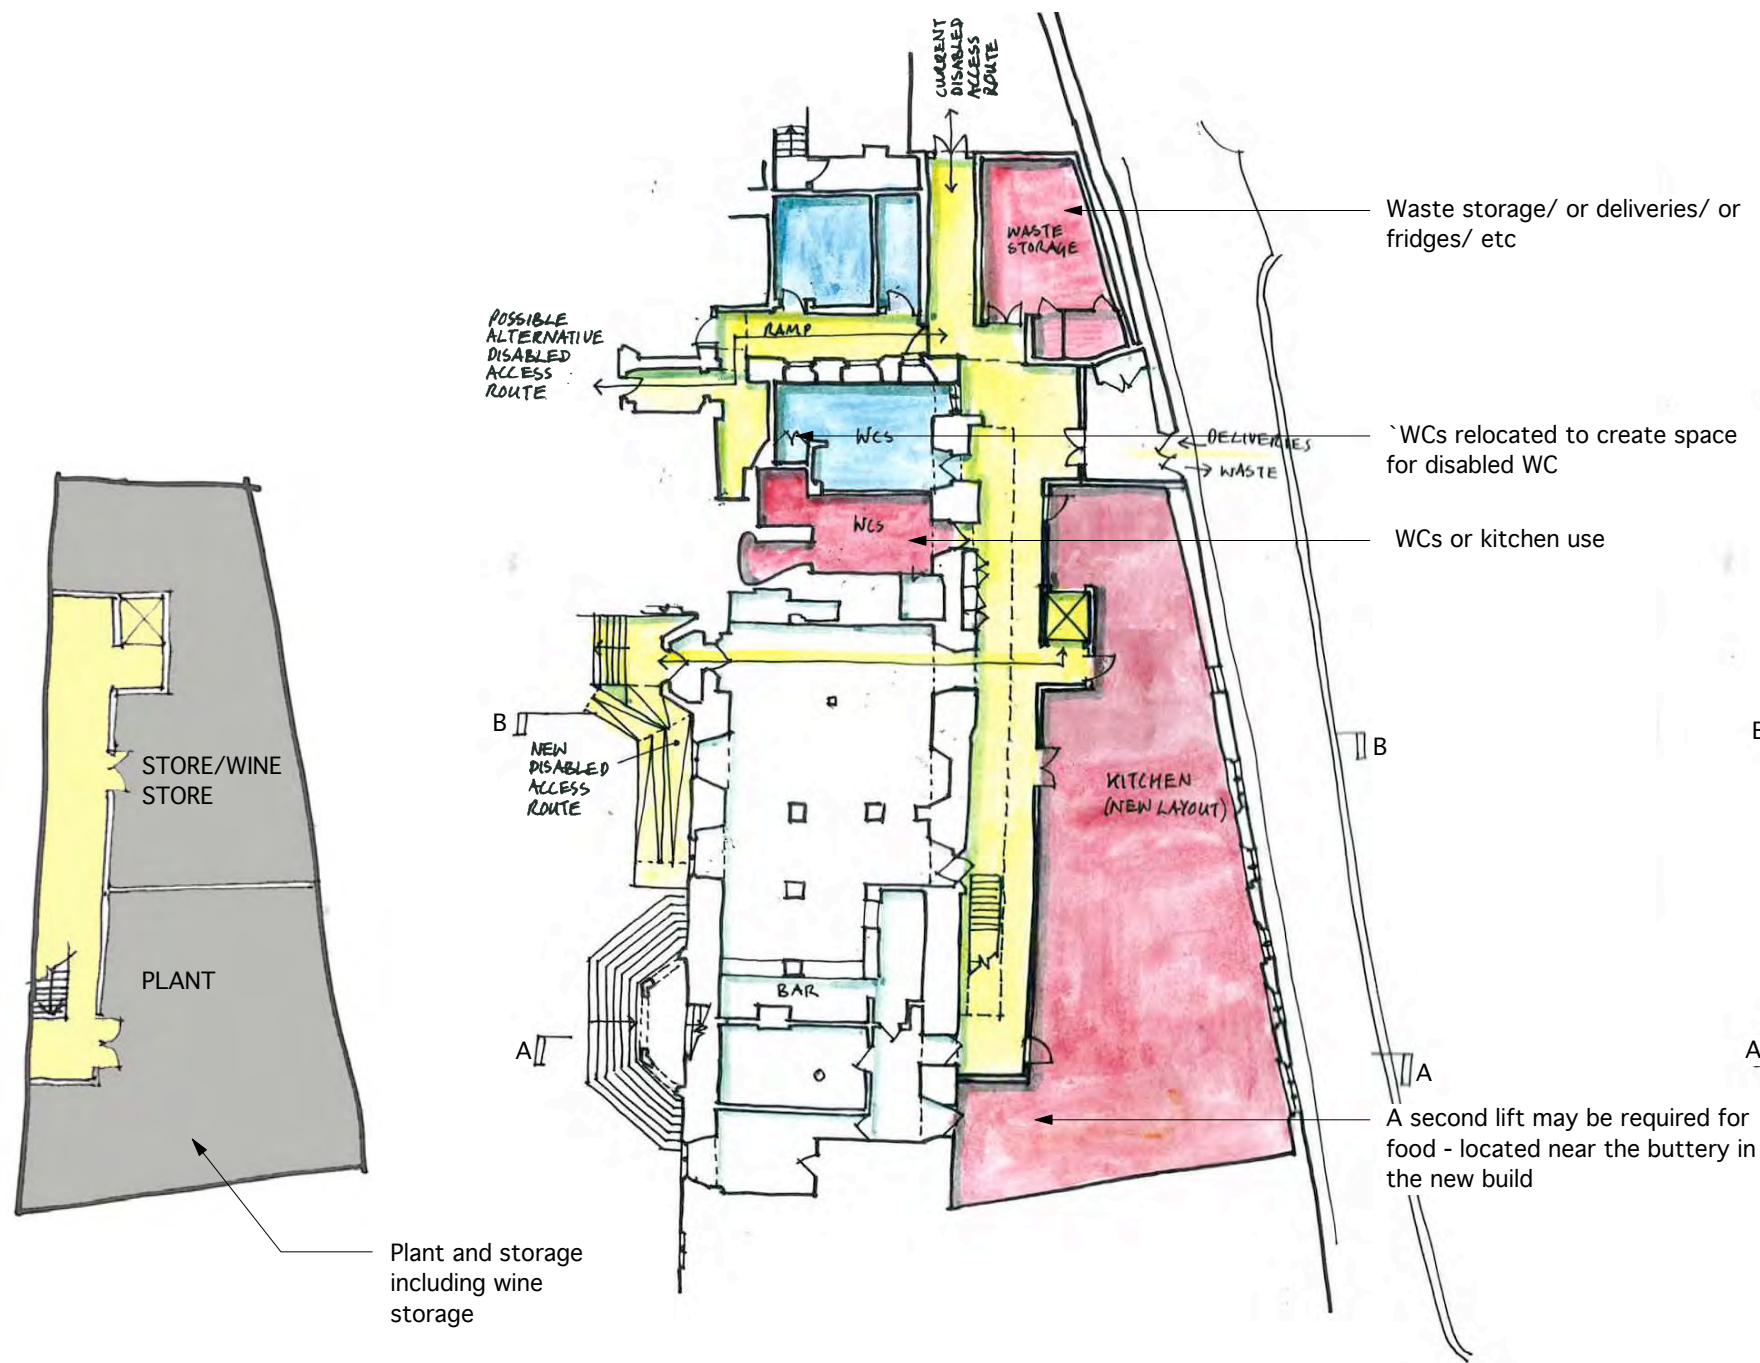 CURRENT
DISABLED
ACCESS
ROUTE
Waste storage/ or deliveries/ or
fridges/ etc
WASTE
STORAGE
POSSIBLE
ALTERNATIVE
DISABLED
ACCESS
ROUTE
RAMP
WCs
DELIVERIES
WASTE
`WCs relocated to create space
for disabled WC
WCs
WCs or kitchen use
B
NEW
DISABLED
ACCESS
ROUTE
B
STORE/WINE
STORE
KITCHEN
(NEW LAYOUT)
PLANT
BAR
A
A
A
A second lift may be required for
food - located near the buttery in
the new build
Plant and storage
including wine
storage